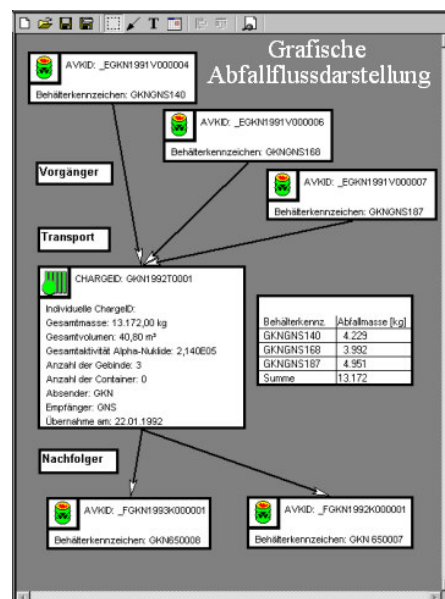 T
Grafische
Abfallflussdarstellung
AVKID: _EGKN1991V000004
Behälterkennzeichen: GKNGNS140
AVKID: _EGKN1991V000006
Behälterkennzeichen: GKNGNS168
Vorgänger
AVKID: _EGKN1991V000007
Behälterkennzeichen: GKNGNS187
Transport
CHARGEID: GKN1992T0001
Individuelle ChargeID:
Gesamtmasse: 13.172,00 kg
Gesamtvolumen: 40,80 m³
Gesamtaktivität Alpha-Nuklide: 2,140E05
Anzahl der Gebinde: 3
Anzahl der Container: 0
Absender: GKN
Empfänger: GNS
Übernahme am: 22.01.1992
Behälterkennz. Abfallmasse [kg]
GKNGNS140 4.229
GKNGNS168 3.992
GKNGNS187 4.951
Summe 13.172
Nachfolger
AVKID: _FGKN1993K000001
Behälterkennzeichen: GKN650008
AVKID: _FGKN1992K000001
Behälterkennzeichen: GKN 650007